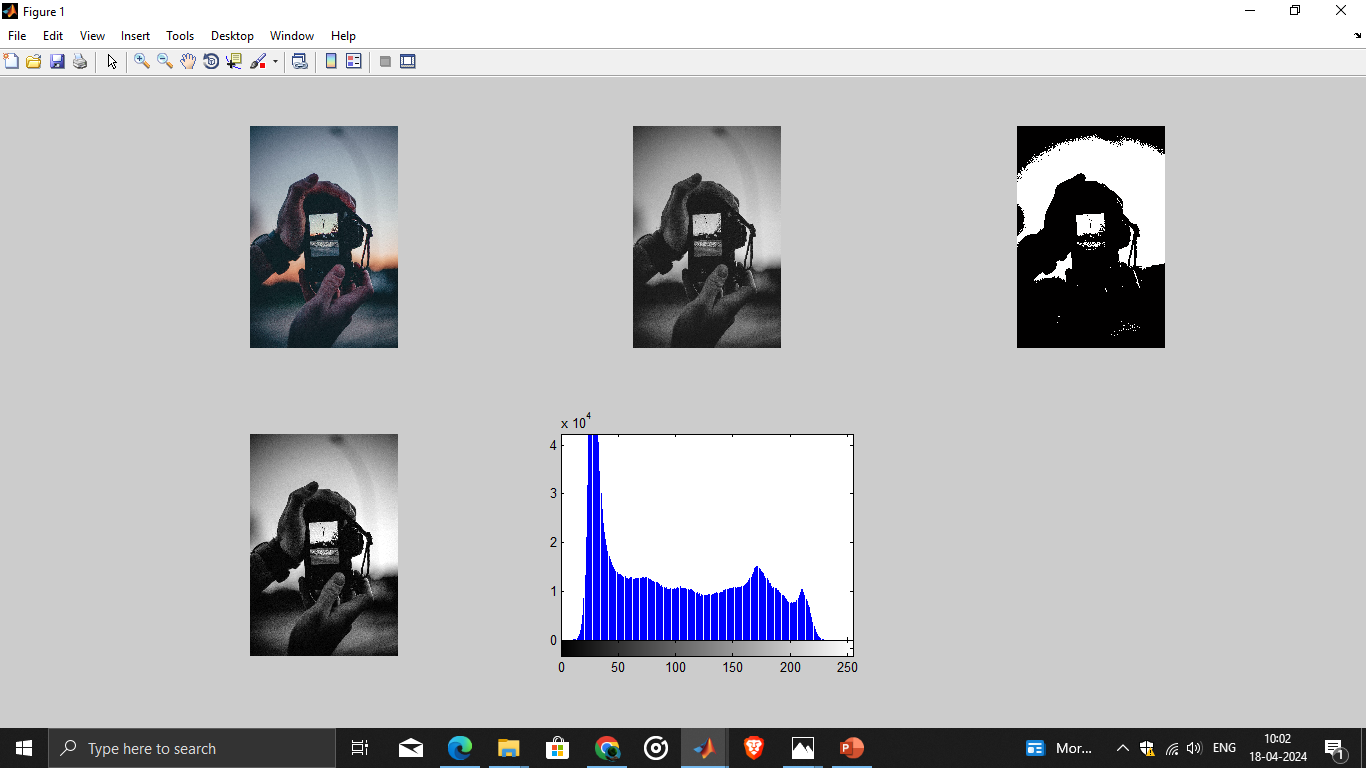 Figure 1
File Edit View Insert Tools Desktop Window Help
x 10^4
4
3
2
1
0
0 50 100 150 200 250
Type here to search
Mor...
ENG
10:02
18-04-2024
1